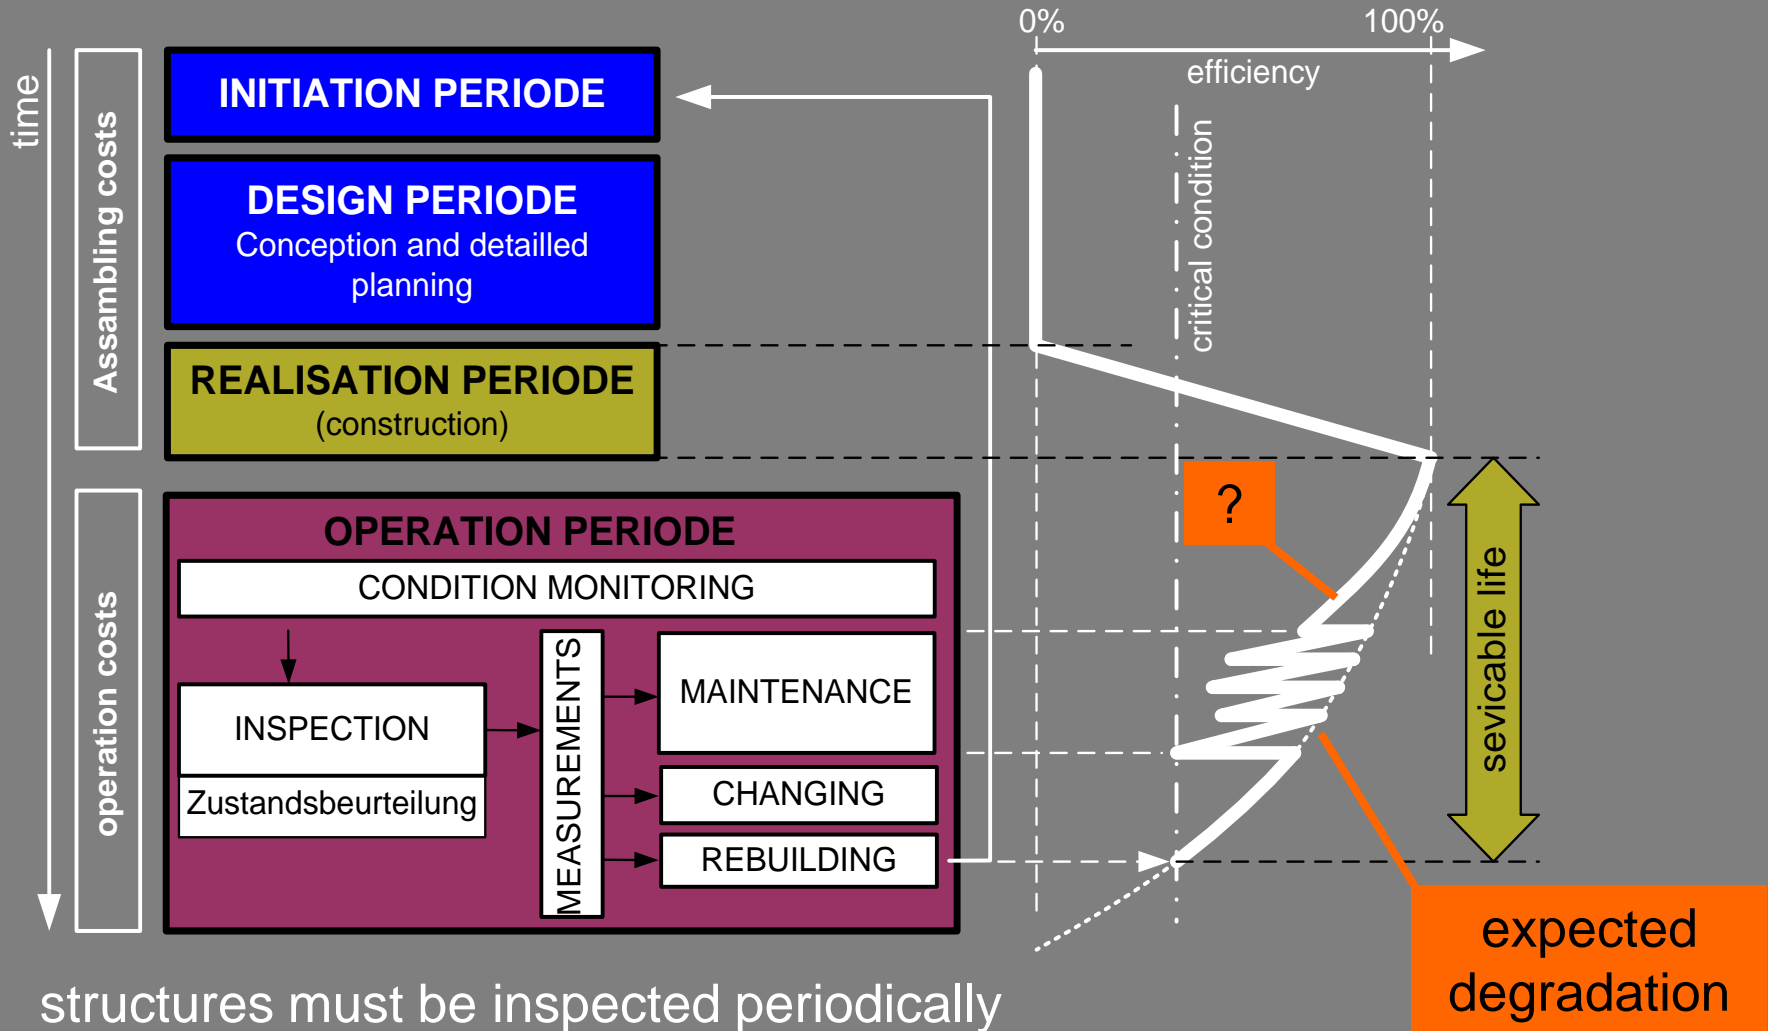 0%
100%
efficiency
time
Assambling costs
INITIATION PERIODE
DESIGN PERIODE
Conception and detailled
planning
critical condition
REALISATION PERIODE
(construction)
operation costs
OPERATION PERIODE
CONDITION MONITORING
INSPECTION
Zustandsbeurteilung
MEASUREMENTS
MAINTENANCE
CHANGING
REBUILDING
?
sevicable life
expected
degradation
structures must be inspected periodically